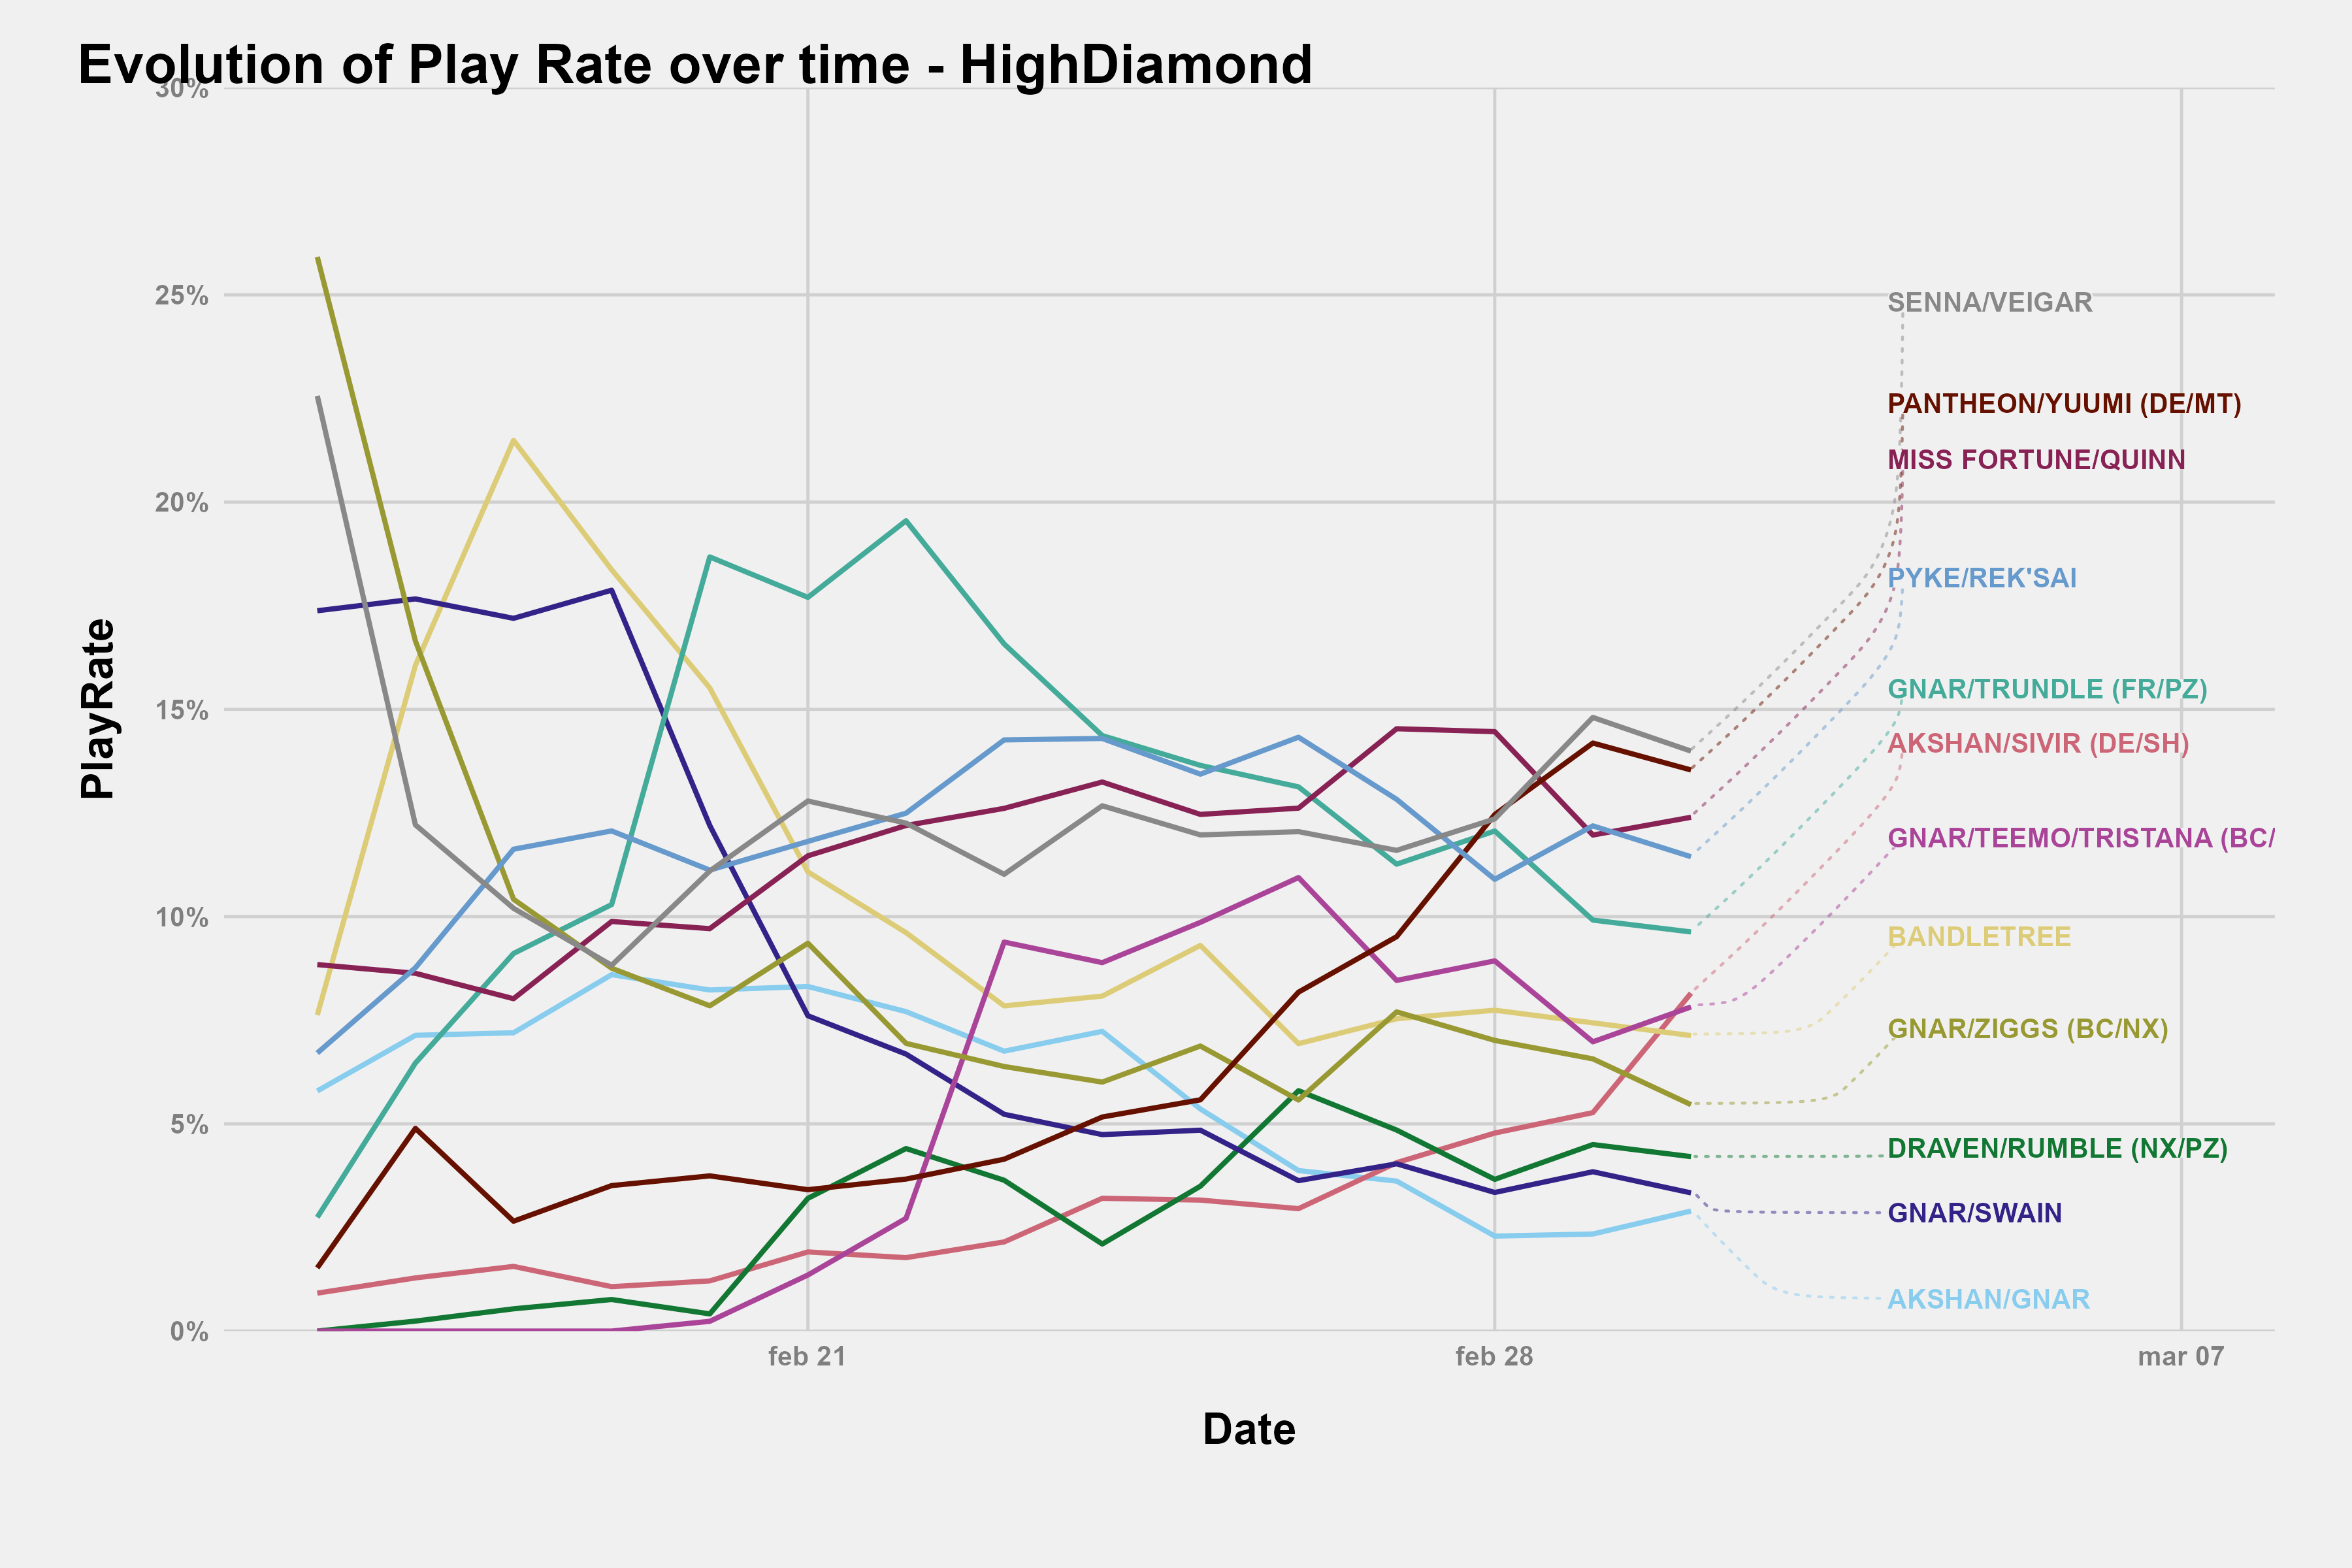 Evolution of Play Rate over time - HighDiamond
30%
25%
20%
15%
10%
5%
0%
PlayRate
SENNA/VEIGAR
PANTHEON/YUUMI (DE/MT)
MISS FORTUNE/QUINN
PYKE/REK'SAI
GNAR/TRUNDLE (FR/PZ)
AKSHAN/SIVIR (DE/SH)
GNAR/TEEMO/TRISTANA (BC/
BANDLETREE
GNAR/ZIGGS (BC/NX)
DRAVEN/RUMBLE (NX/PZ)
GNAR/SWAIN
AKSHAN/GNAR
feb 21
feb 28
mar 07
Date